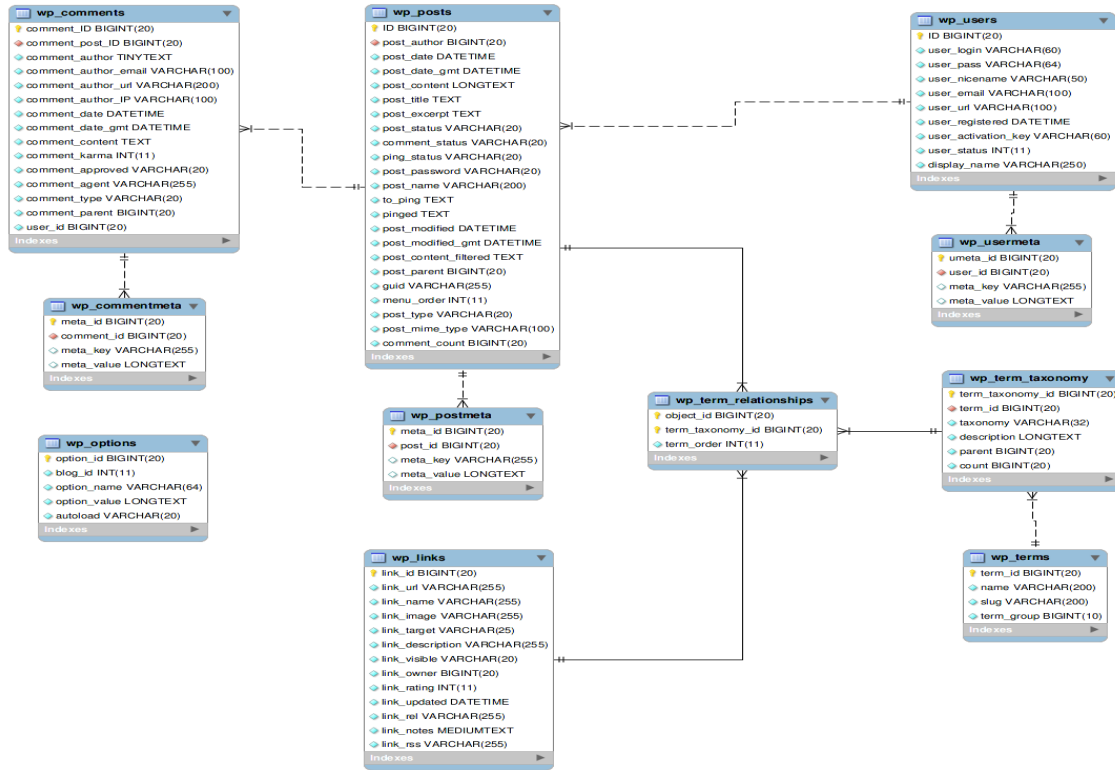 wp_comments
comment_ID BIGINT(20)
comment_post_ID BIGINT(20)
comment_author TINYTEXT
comment_author_email VARCHAR(100)
comment_author_url VARCHAR(200)
comment_author_IP VARCHAR(100)
comment_date DATETIME
comment_date_gmt DATETIME
comment_content TEXT
comment_karma INT(11)
comment_approved VARCHAR(20)
comment_agent VARCHAR(255)
comment_type VARCHAR(20)
comment_parent BIGINT(20)
user_id BIGINT(20)
Indexes
wp_commentmeta
meta_id BIGINT(20)
comment_id BIGINT(20)
meta_key VARCHAR(255)
meta_value LONGTEXT
Indexes
wp_options
option_id BIGINT(20)
blog_id INT(11)
option_name VARCHAR(64)
option_value LONGTEXT
autoload VARCHAR(20)
Indexes
wp_posts
ID BIGINT(20)
post_author BIGINT(20)
post_date DATETIME
post_date_gmt DATETIME
post_content LONGTEXT
post_title TEXT
post_excerpt TEXT
post_status VARCHAR(20)
comment_status VARCHAR(20)
ping_status VARCHAR(20)
post_password VARCHAR(20)
post_name VARCHAR(200)
to_ping TEXT
pinged TEXT
post_modified DATETIME
post_modified_gmt DATETIME
post_content_filtered TEXT
post_parent BIGINT(20)
guid VARCHAR(255)
menu_order INT(11)
post_type VARCHAR(20)
post_mime_type VARCHAR(100)
comment_count BIGINT(20)
Indexes
wp_postmeta
meta_id BIGINT(20)
post_id BIGINT(20)
meta_key VARCHAR(255)
meta_value LONGTEXT
Indexes
wp_links
link_id BIGINT(20)
link_url VARCHAR(255)
link_name VARCHAR(255)
link_image VARCHAR(255)
link_target VARCHAR(25)
link_description VARCHAR(255)
link_visible VARCHAR(20)
link_owner BIGINT(20)
link_rating INT(11)
link_updated DATETIME
link_rel VARCHAR(255)
link_notes MEDIUMTEXT
link_rss VARCHAR(255)
Indexes
wp_term_relationships
object_id BIGINT(20)
term_taxonomy_id BIGINT(20)
term_order INT(11)
Indexes
wp_users
ID BIGINT(20)
user_login VARCHAR(60)
user_pass VARCHAR(64)
user_nicename VARCHAR(50)
user_email VARCHAR(100)
user_url VARCHAR(100)
user_registered DATETIME
user_activation_key VARCHAR(60)
user_status INT(11)
display_name VARCHAR(250)
Indexes
wp_usermeta
umeta_id BIGINT(20)
user_id BIGINT(20)
meta_key VARCHAR(255)
meta_value LONGTEXT
Indexes
wp_term_taxonomy
term_taxonomy_id BIGINT(20)
term_id BIGINT(20)
taxonomy VARCHAR(32)
description LONGTEXT
parent BIGINT(20)
count BIGINT(20)
Indexes
wp_terms
term_id BIGINT(20)
name VARCHAR(200)
slug VARCHAR(200)
term_group BIGINT(10)
Indexes